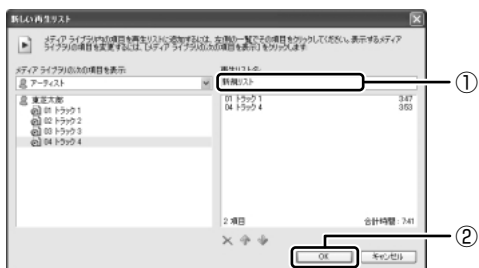 新しい再生リスト
メディア ライブラリ内の項目を再生リストに追加するには、左側の一覧でその項目をクリックしてください。表示するメディア
ライブラリの項目を変更するには、[メディア ライブラリの次の項目を表示] をクリックします
メディア ライブラリの次の項目を表示
再生リスト名:
アーティスト
新規リスト
①
東芝太郎
01 トラック 1
02 トラック 2
03 トラック 3
04 トラック 4
01 トラック 1 3:47
04 トラック 4 3:53
2 項目 合計時間: 7:41
②
OK
キャンセル